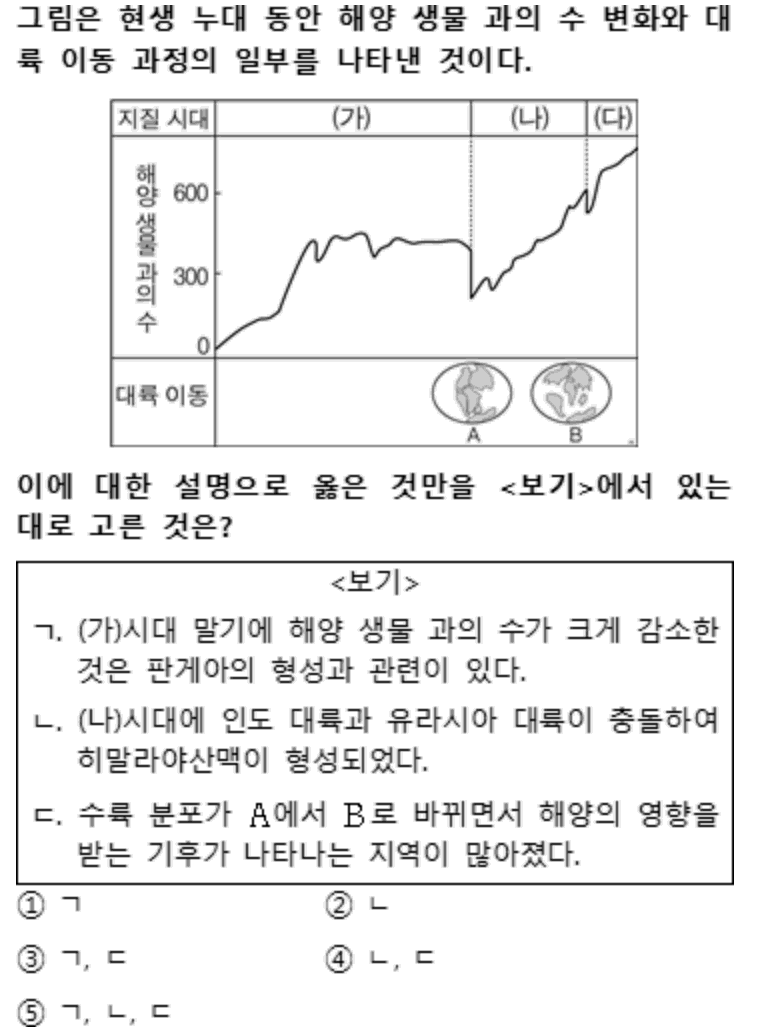 그림은 현생 누대 동안 해양 생물 과의 수 변화와 대
륙 이동 과정의 일부를 나타낸 것이다.
지질 시대 (가) (나) (다)
해양 생물 과의 수
600
300
0
대륙 이동
A B
이에 대한 설명으로 옳은 것만을 <보기>에서 있는
대로 고른 것은?
<보기>
ㄱ. (가)시대 말기에 해양 생물 과의 수가 크게 감소한
것은 판게아의 형성과 관련이 있다.
ㄴ. (나)시대에 인도 대륙과 유라시아 대륙이 충돌하여
히말라야산맥이 형성되었다.
ㄷ. 수륙 분포가 A에서 B로 바뀌면서 해양의 영향을
받는 기후가 나타나는 지역이 많아졌다.
① ㄱ ② ㄴ
③ ㄱ, ㄷ ④ ㄴ, ㄷ
⑤ ㄱ, ㄴ, ㄷ